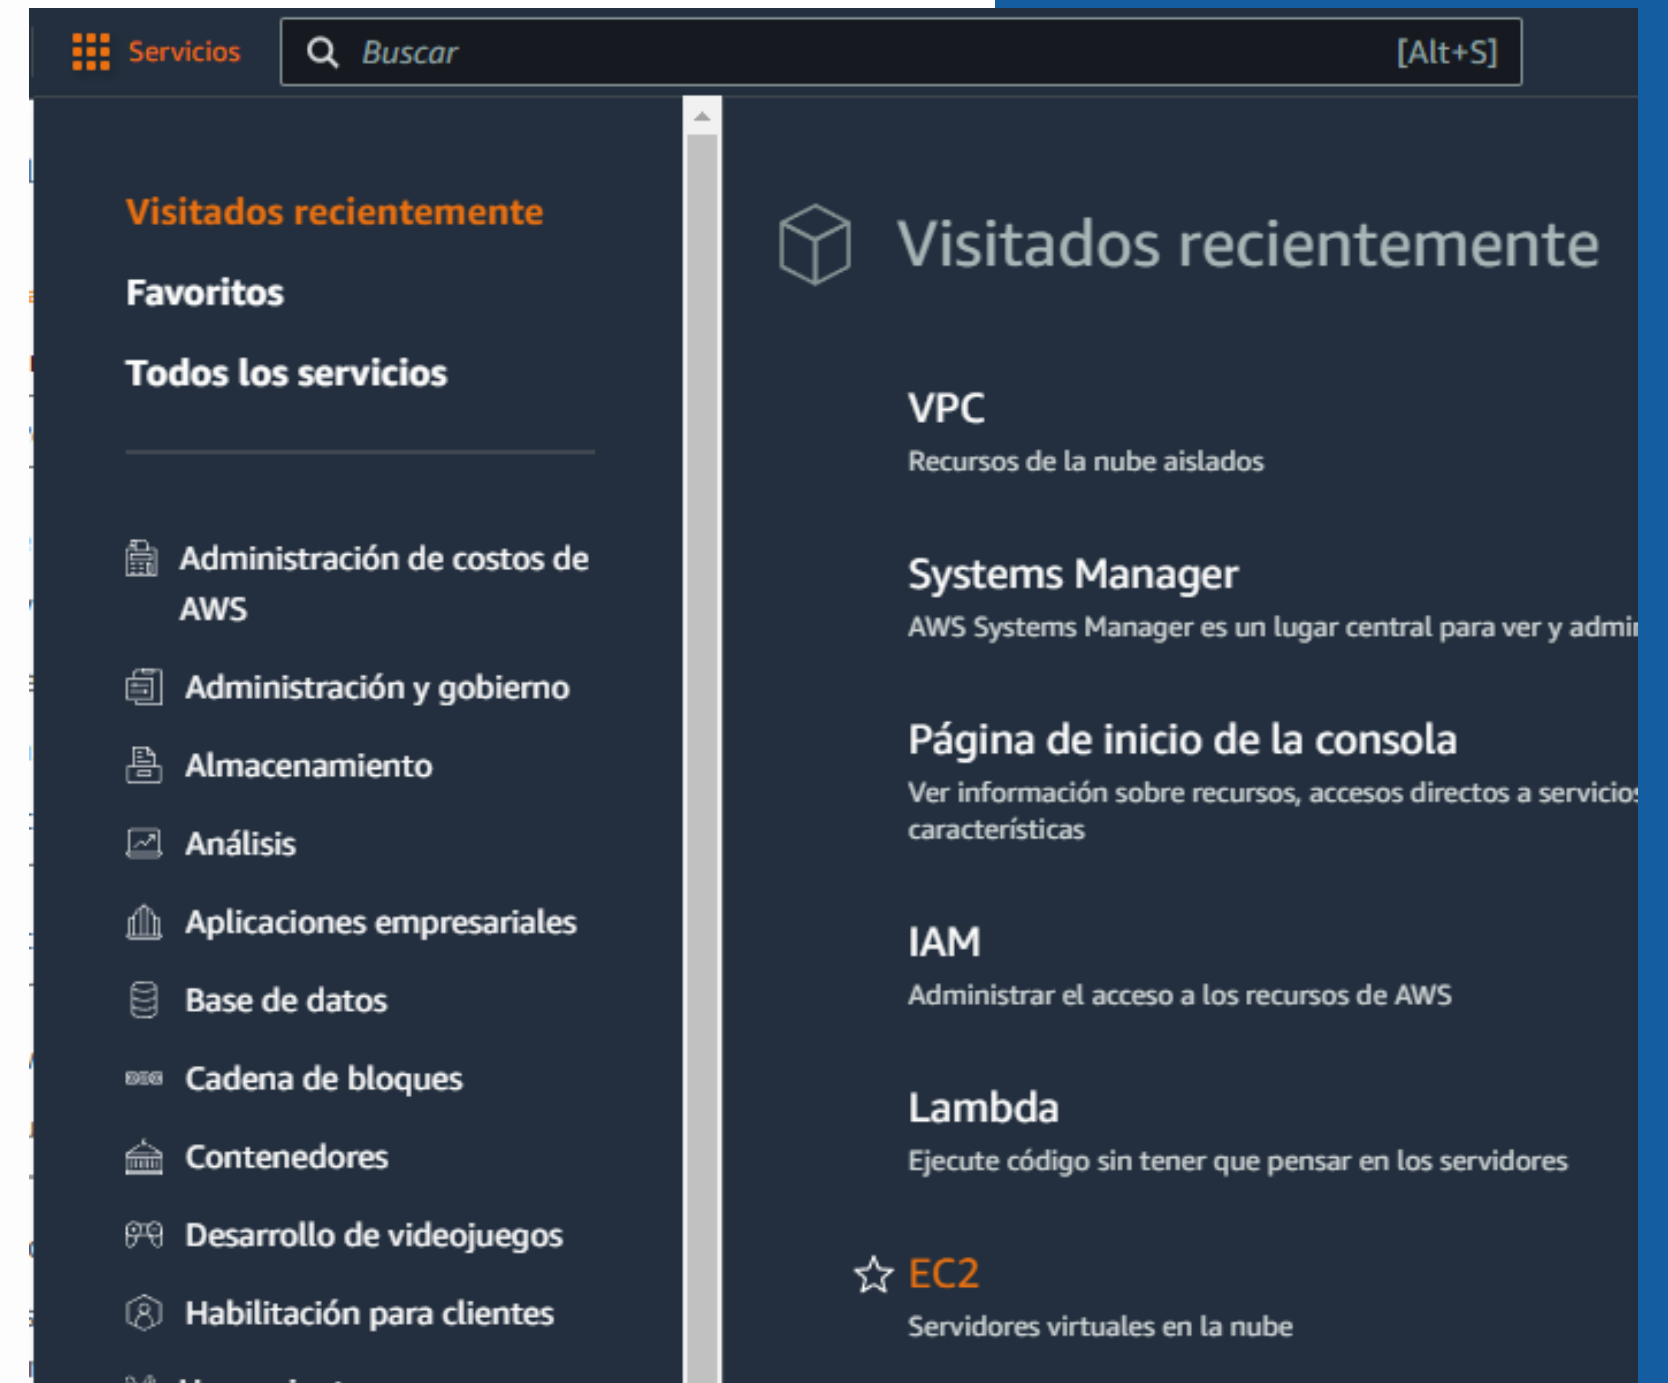 Servicios
Buscar
[Alt+S]
Visitados recientemente
Favoritos
Todos los servicios
Administración de costos de
AWS
Administración y gobierno
Almacenamiento
Análisis
Aplicaciones empresariales
Base de datos
Cadena de bloques
Contenedores
Desarrollo de videojuegos
Habilitación para clientes
Visitados recientemente
VPC
Recursos de la nube aislados
Systems Manager
AWS Systems Manager es un lugar central para ver y admin
Página de inicio de la consola
Ver información sobre recursos, accesos directos a servicios
características
IAM
Administrar el acceso a los recursos de AWS
Lambda
Ejecute código sin tener que pensar en los servidores
EC2
Servidores virtuales en la nube